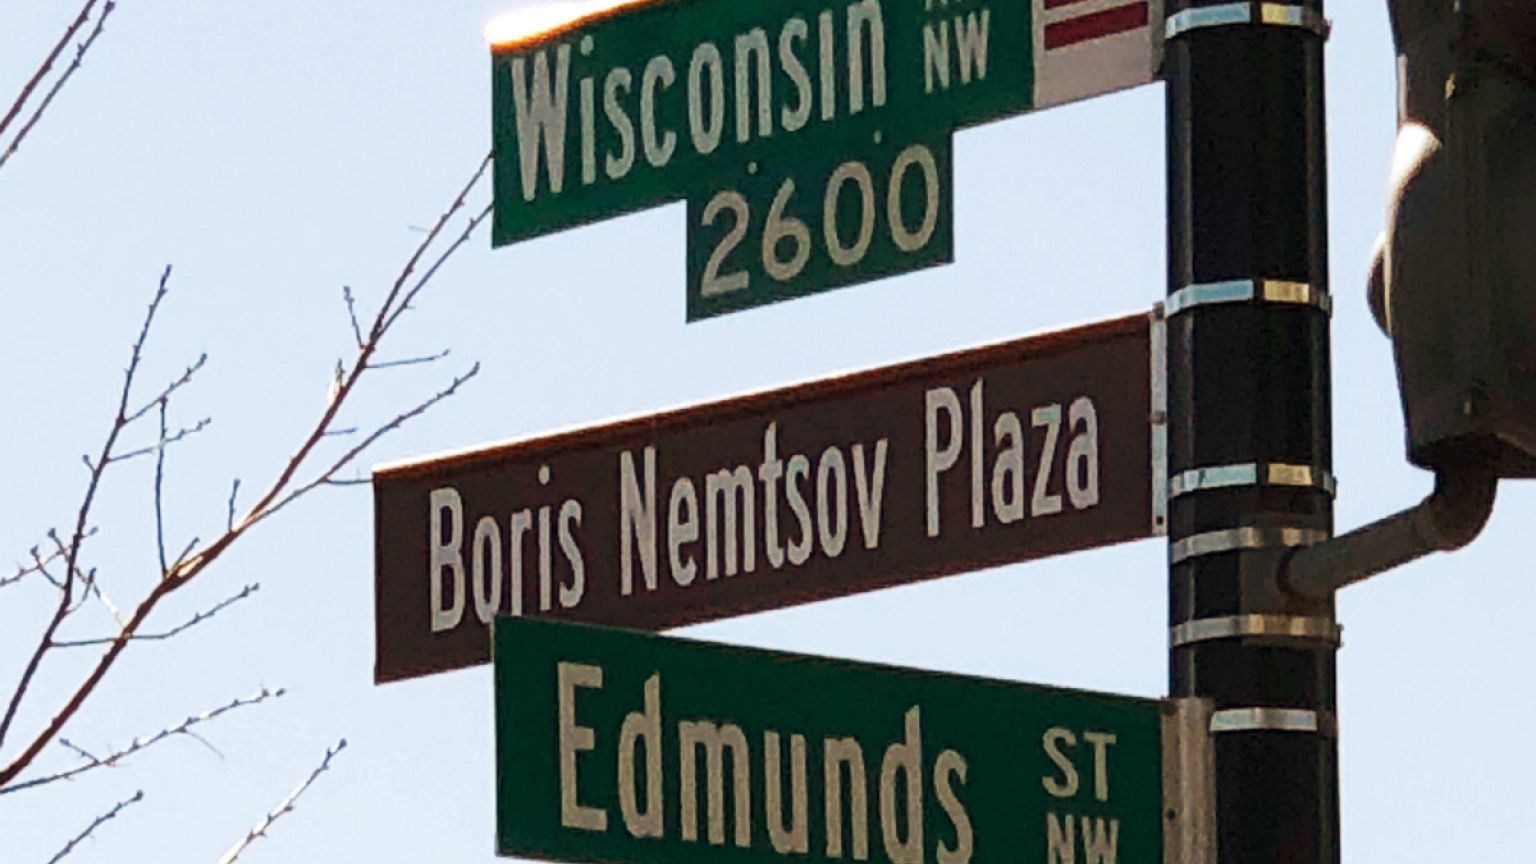 Wisconsin NW
2600
Boris Nemtsov Plaza
Edmunds ST
NW